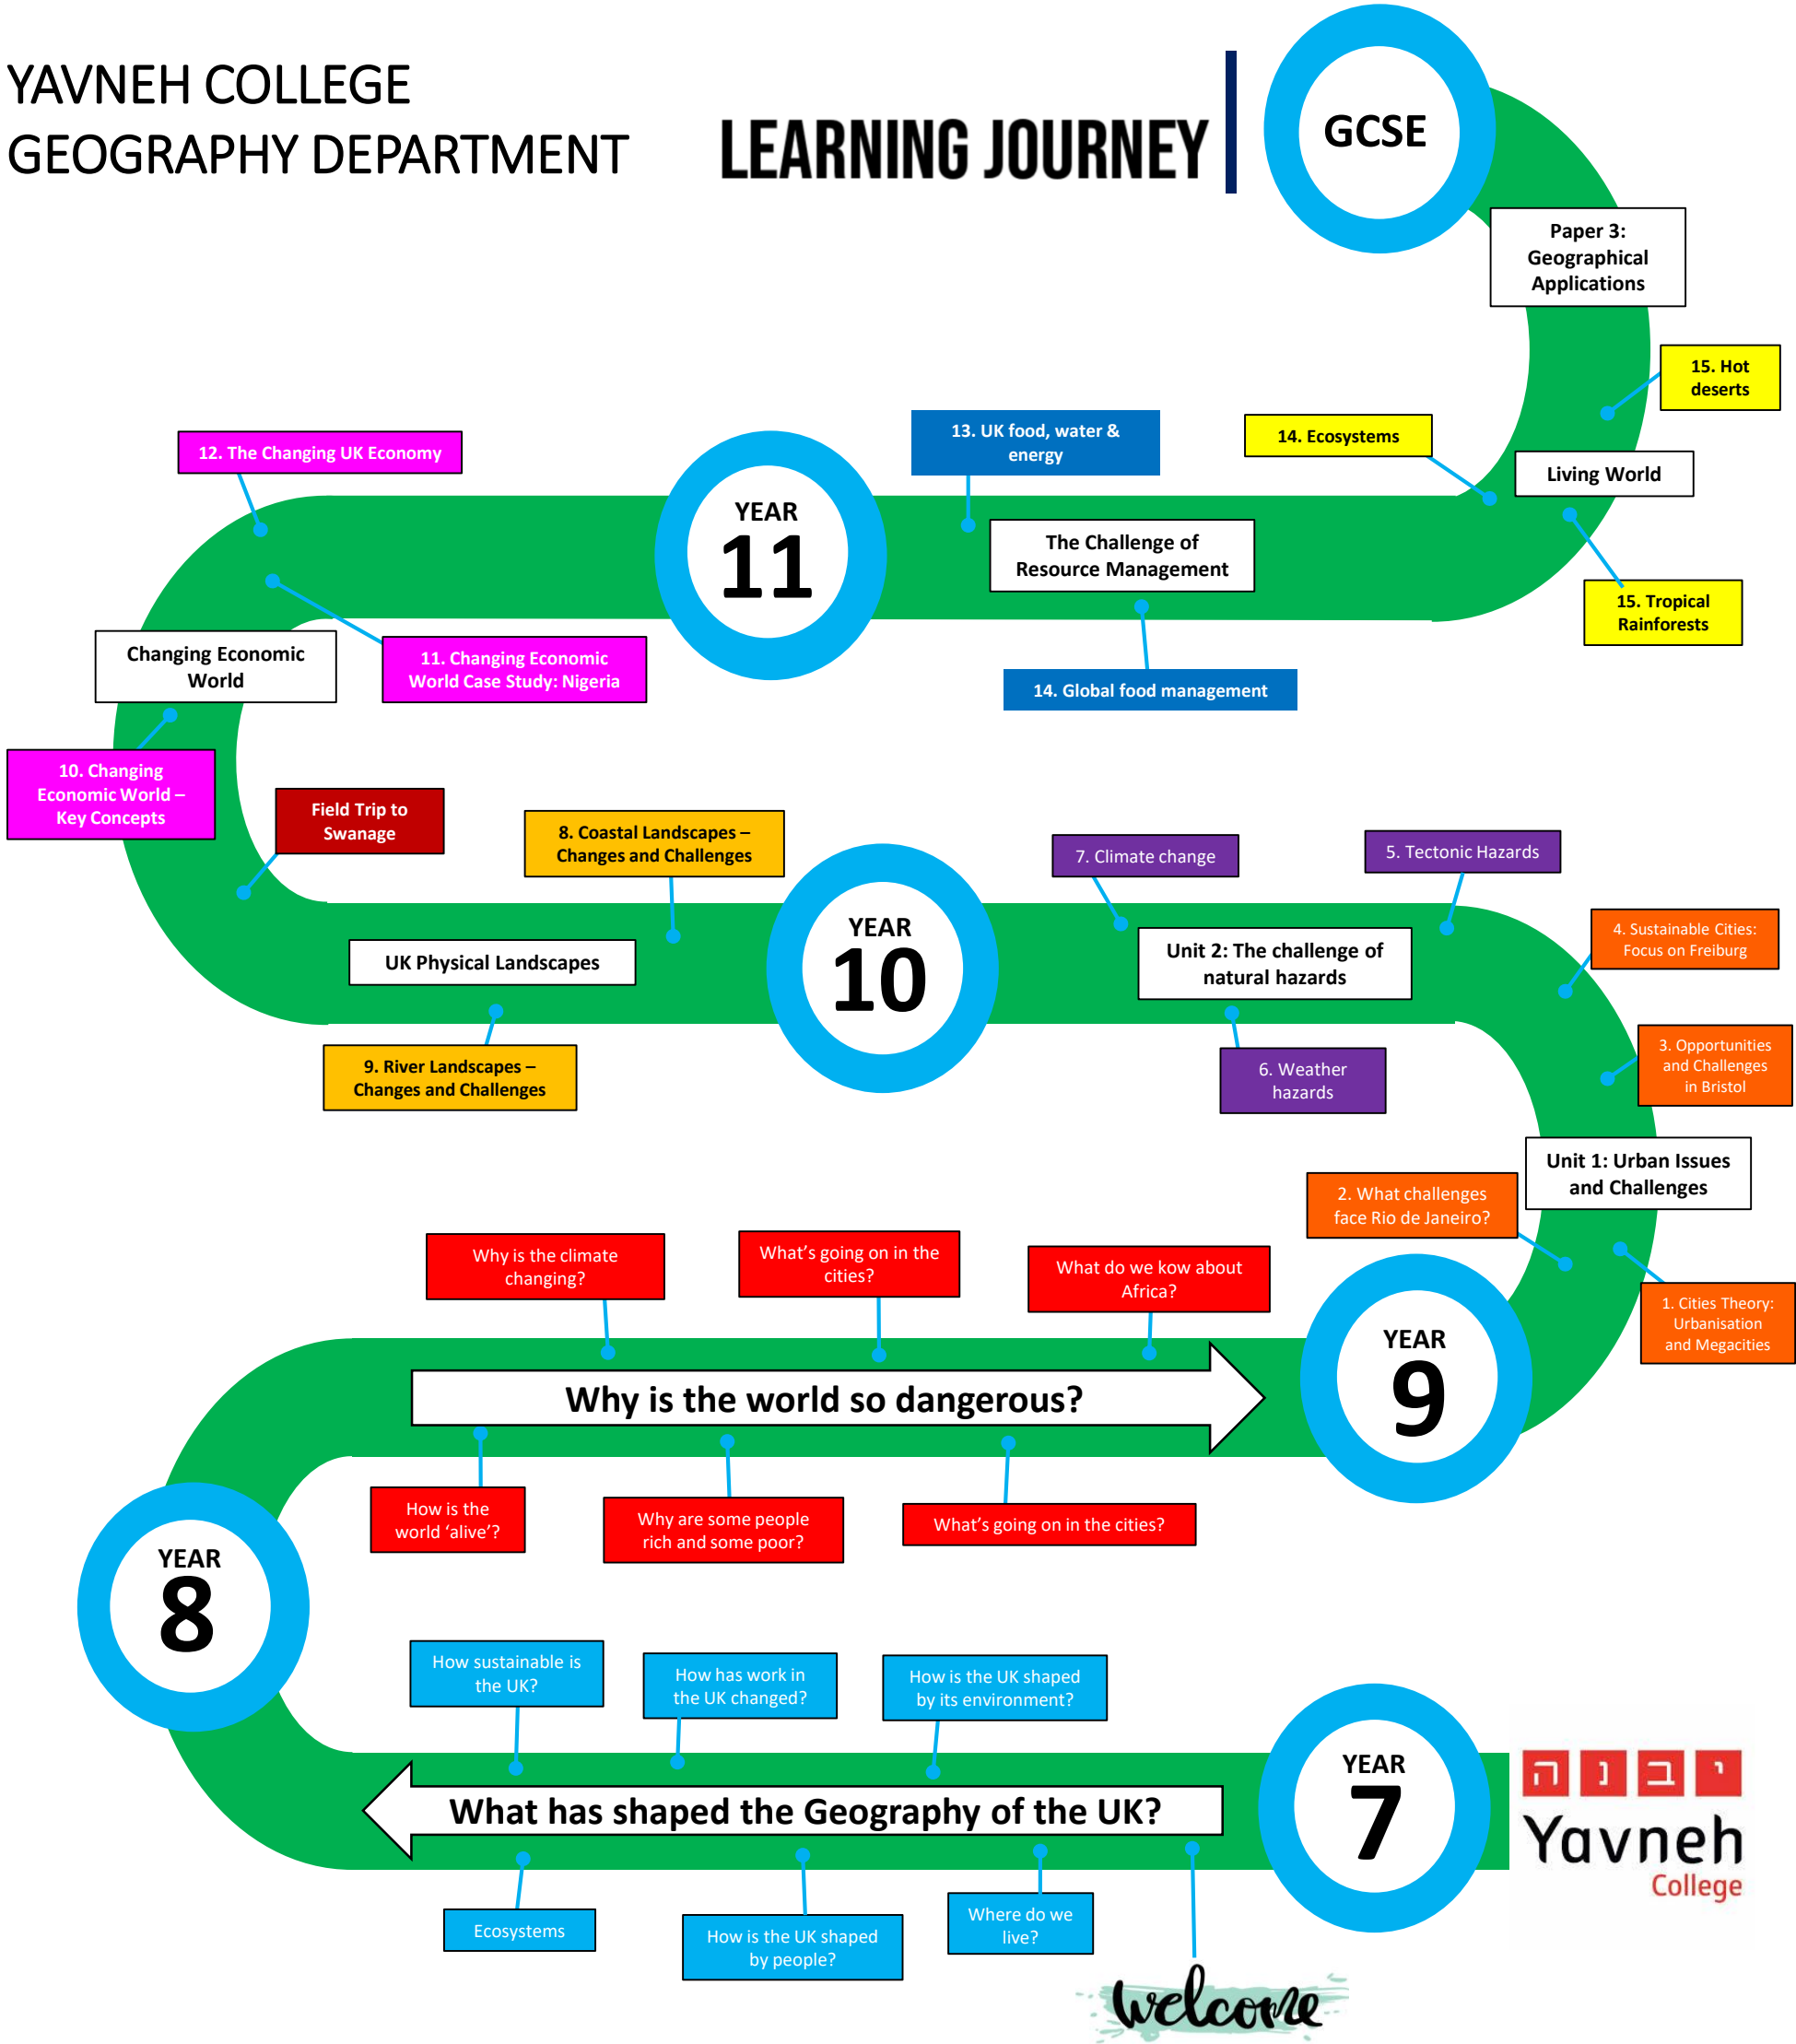 YAVNEH COLLEGE
GEOGRAPHY DEPARTMENT
LEARNING JOURNEY
GCSE
Paper 3:
Geographical
Applications
15. Hot
deserts
14. Ecosystems
Living World
15. Tropical
Rainforests
13. UK food, water &
energy
The Challenge of
Resource Management
14. Global food management
YEAR
11
12. The Changing UK Economy
11. Changing Economic
World Case Study: Nigeria
Changing Economic
World
10. Changing
Economic World –
Key Concepts
Field Trip to
Swanage
8. Coastal Landscapes –
Changes and Challenges
UK Physical Landscapes
9. River Landscapes –
Changes and Challenges
YEAR
10
7. Climate change
5. Tectonic Hazards
Unit 2: The challenge of
natural hazards
6. Weather
hazards
4. Sustainable Cities:
Focus on Freiburg
3. Opportunities
and Challenges
in Bristol
Unit 1: Urban Issues
and Challenges
2. What challenges
face Rio de Janeiro?
1. Cities Theory:
Urbanisation
and Megacities
YEAR
9
Why is the climate
changing?
What's going on in the
cities?
What do we kow about
Africa?
Why is the world so dangerous?
How is the
world ‘alive’?
Why are some people
rich and some poor?
What's going on in the cities?
YEAR
8
How sustainable is
the UK?
How has work in
the UK changed?
How is the UK shaped
by its environment?
What has shaped the Geography of the UK?
Ecosystems
How is the UK shaped
by people?
Where do we
live?
welcome
YEAR
7
יבנה
Yavneh
College